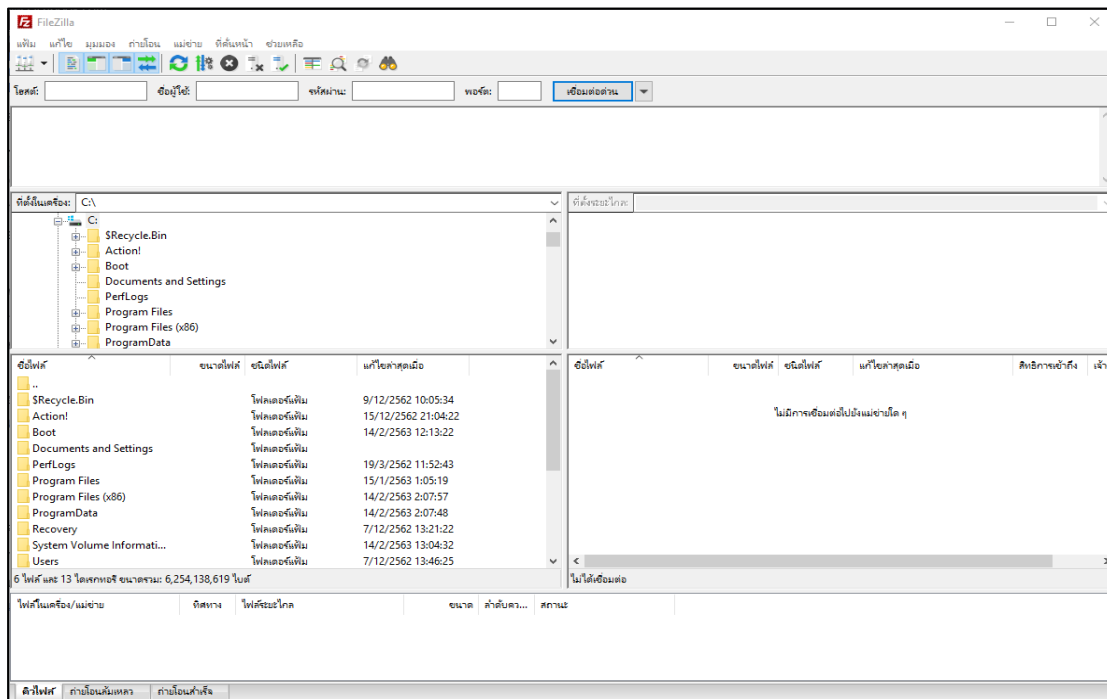 FileZilla
แฟ้ม แก้ไข มุมมอง ถ่ายโอน แม่ข่าย ที่คั่นหน้า ช่วยเหลือ
โฮสต์: ชื่อผู้ใช้: รหัสผ่าน: พอร์ต: เชื่อมต่อด่วน
ที่ตั้งในเครื่อง: C:\
ที่ตั้งระยะไกล:
C:
$Recycle.Bin
Action!
Boot
Documents and Settings
PerfLogs
Program Files
Program Files (x86)
ProgramData
ชื่อไฟล์ ขนาดไฟล์ ชนิดไฟล์ แก้ไขล่าสุดเมื่อ
..
$Recycle.Bin โฟลเดอร์แฟ้ม 9/12/2562 10:05:34
Action! โฟลเดอร์แฟ้ม 15/12/2562 21:04:22
Boot โฟลเดอร์แฟ้ม 14/2/2563 12:13:22
Documents and Settings โฟลเดอร์แฟ้ม
PerfLogs โฟลเดอร์แฟ้ม 19/3/2562 11:52:43
Program Files โฟลเดอร์แฟ้ม 15/1/2563 1:05:19
Program Files (x86) โฟลเดอร์แฟ้ม 14/2/2563 2:07:57
ProgramData โฟลเดอร์แฟ้ม 14/2/2563 2:07:48
Recovery โฟลเดอร์แฟ้ม 7/12/2562 13:21:22
System Volume Informati... โฟลเดอร์แฟ้ม 14/2/2563 13:04:32
Users โฟลเดอร์แฟ้ม 7/12/2562 13:46:25
6 ไฟล์ และ 13 ไดเรกทอรี ขนาดรวม: 6,254,138,619 ไบต์
ชื่อไฟล์ ขนาดไฟล์ ชนิดไฟล์ แก้ไขล่าสุดเมื่อ สิทธิการเข้าถึง เจ้า
ไม่มีการเชื่อมต่อไปยังแม่ข่ายใด ๆ
ไม่ได้เชื่อมต่อ
ไฟล์ในเครื่อง/แม่ข่าย ทิศทาง ไฟล์ระยะไกล ขนาด ลำดับคว... สถานะ
คิวไฟล์ ถ่ายโอนล้มเหลว ถ่ายโอนสำเร็จ